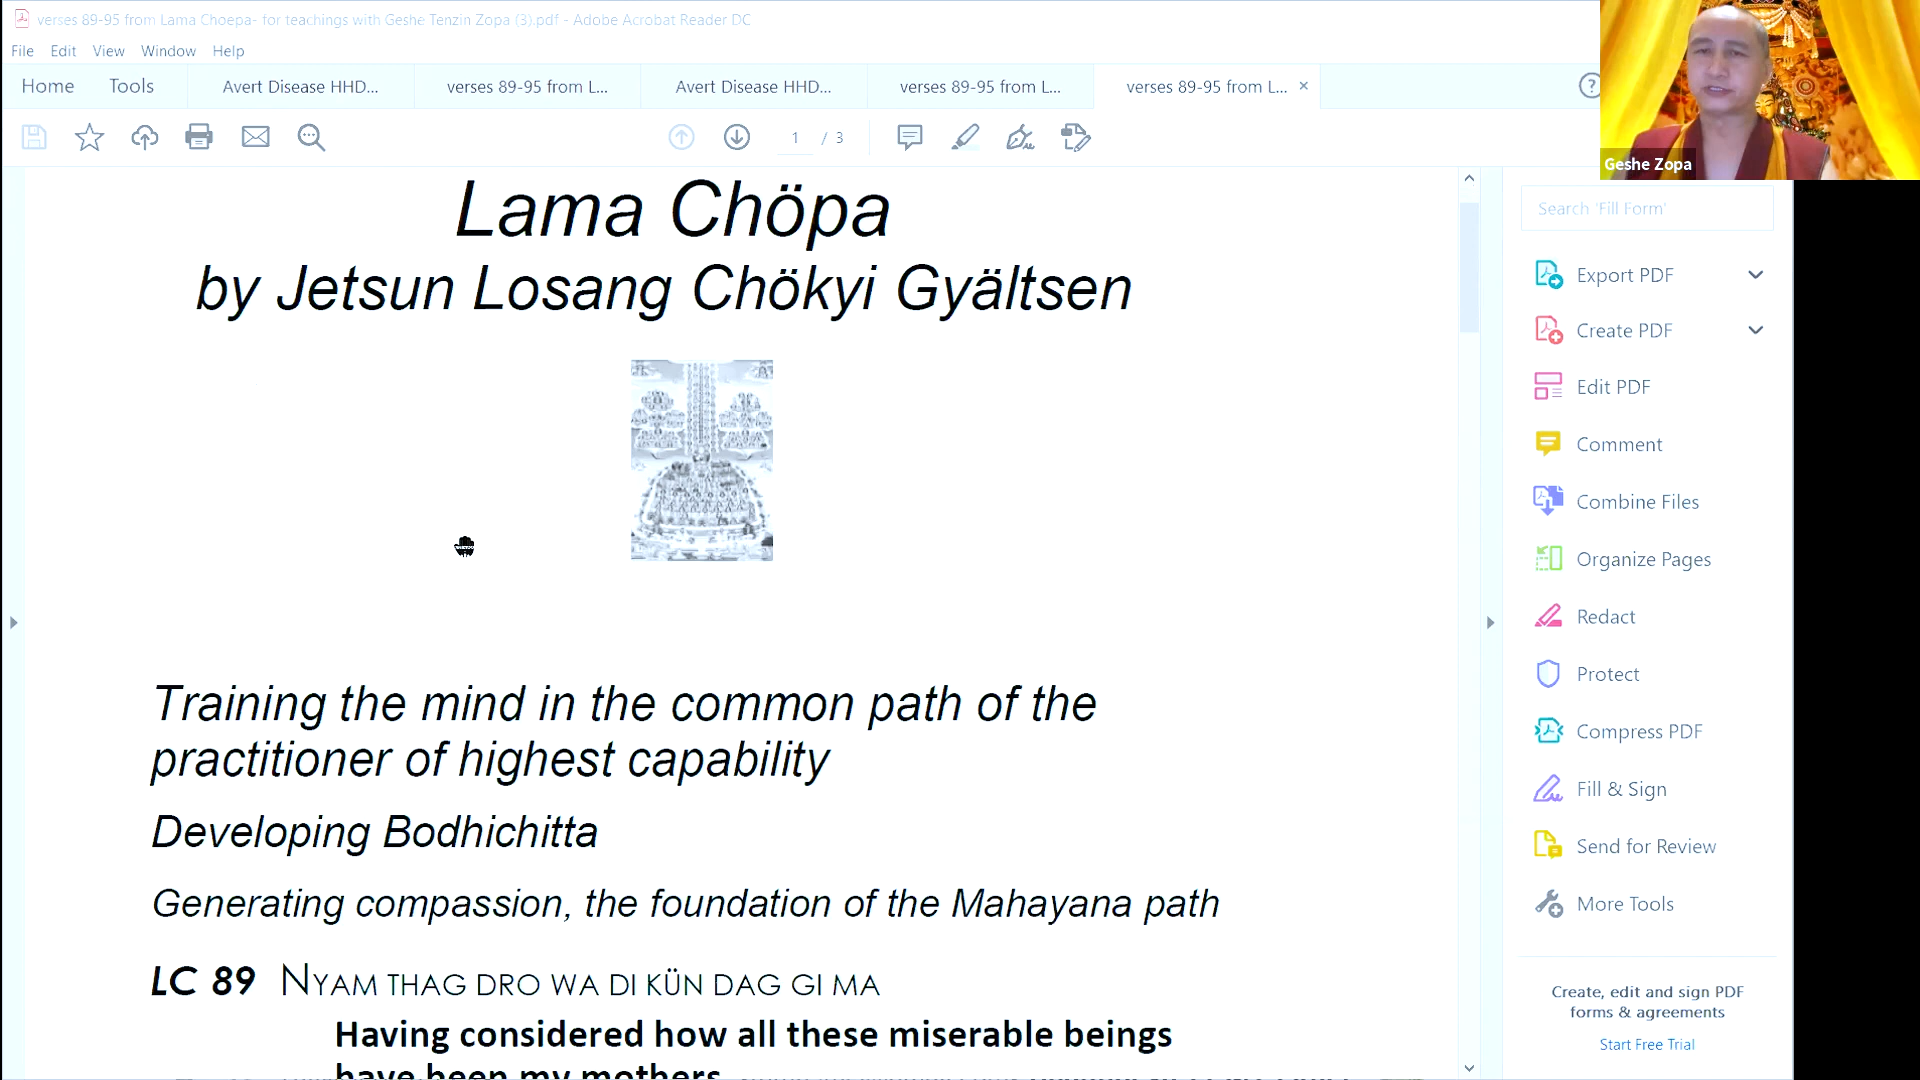 verses 89-95 from Lama Choepa- for teachings with Geshe Tenzin Zopa (3).pdf - Adobe Acrobat Reader DC
File Edit View Window Help
Home Tools Avert Disease HHD... verses 89-95 from L... Avert Disease HHD... verses 89-95 from L... verses 89-95 from L... ×
1 / 3
Geshe Zopa
Lama Chöpa
by Jetsun Losang Chökyi Gyältsen
Training the mind in the common path of the
practitioner of highest capability
Developing Bodhichitta
Generating compassion, the foundation of the Mahayana path
LC 89 NYAM THAG DRO WA DI KÜN DAG GI MA
Having considered how all these miserable beings
have been my mothers
Search 'Fill Form'
Export PDF
Create PDF
Edit PDF
Comment
Combine Files
Organize Pages
Redact
Protect
Compress PDF
Fill & Sign
Send for Review
More Tools
Create, edit and sign PDF
forms & agreements
Start Free Trial